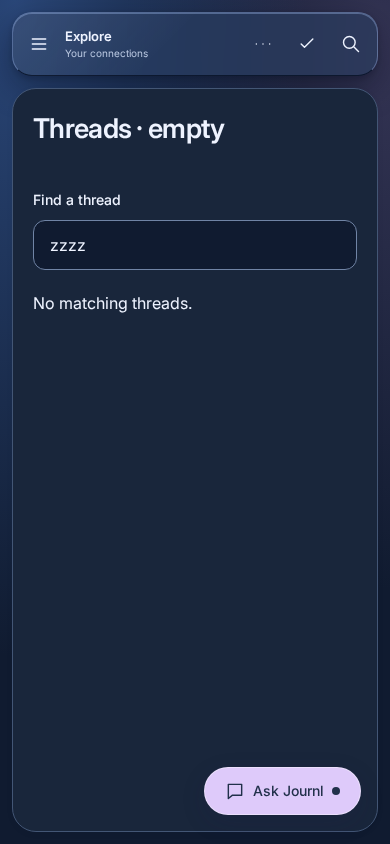 Explore
Your connections
...
Threads · empty
Find a thread
zzzz
No matching threads.
Ask Journl